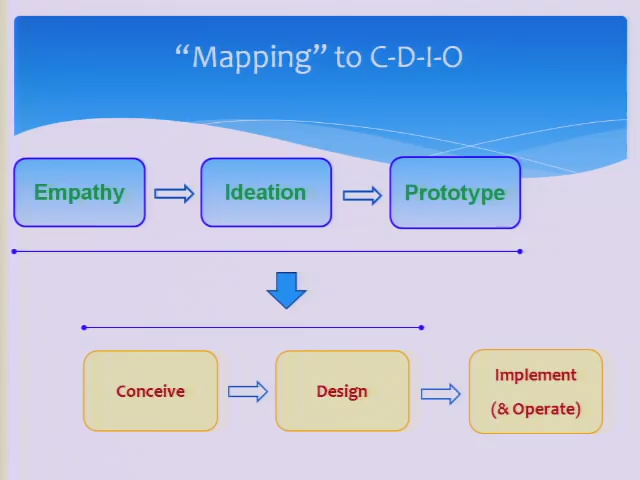 “Mapping” to C-D-I-O
Empathy
Ideation
Prototype
Conceive
Design
Implement
(& Operate)